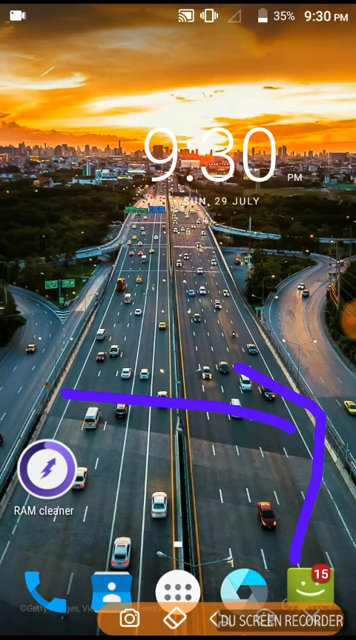 35% 9:30 PM
9:30 PM
SUN, 29 JULY
RAM cleaner
15
DU SCREEN RECORDER